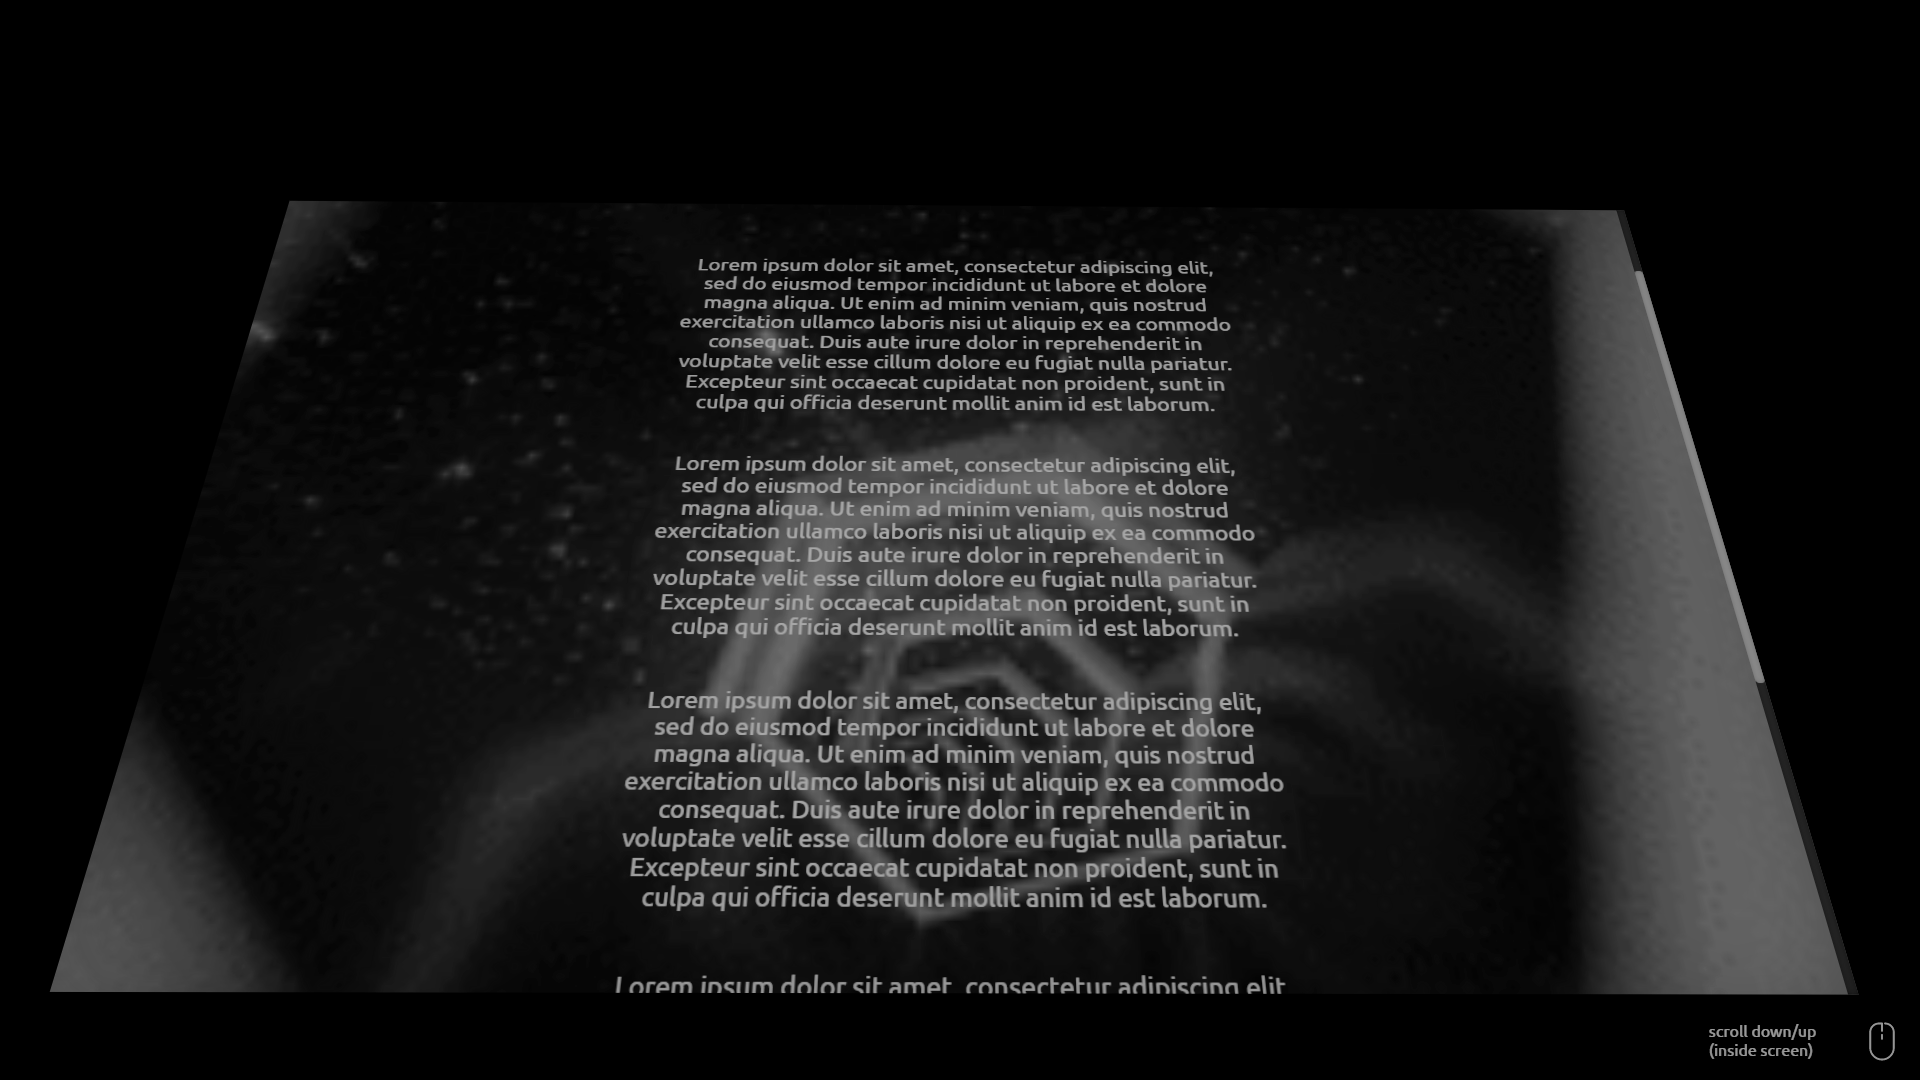 Lorem ipsum dolor sit amet, consectetur adipiscing elit,
sed do eiusmod tempor incididunt ut labore et dolore
magna aliqua. Ut enim ad minim veniam, quis nostrud
exercitation ullamco laboris nisi ut aliquip ex ea commodo
consequat. Duis aute irure dolor in reprehenderit in
voluptate velit esse cillum dolore eu fugiat nulla pariatur.
Excepteur sint occaecat cupidatat non proident, sunt in
culpa qui officia deserunt mollit anim id est laborum.
Lorem ipsum dolor sit amet, consectetur adipiscing elit,
sed do eiusmod tempor incididunt ut labore et dolore
magna aliqua. Ut enim ad minim veniam, quis nostrud
exercitation ullamco laboris nisi ut aliquip ex ea commodo
consequat. Duis aute irure dolor in reprehenderit in
voluptate velit esse cillum dolore eu fugiat nulla pariatur.
Excepteur sint occaecat cupidatat non proident, sunt in
culpa qui officia deserunt mollit anim id est laborum.
Lorem ipsum dolor sit amet, consectetur adipiscing elit,
sed do eiusmod tempor incididunt ut labore et dolore
magna aliqua. Ut enim ad minim veniam, quis nostrud
exercitation ullamco laboris nisi ut aliquip ex ea commodo
consequat. Duis aute irure dolor in reprehenderit in
voluptate velit esse cillum dolore eu fugiat nulla pariatur.
Excepteur sint occaecat cupidatat non proident, sunt in
culpa qui officia deserunt mollit anim id est laborum.
Lorem ipsum dolor sit amet, consectetur adipiscing elit
scroll down/up
(inside screen)